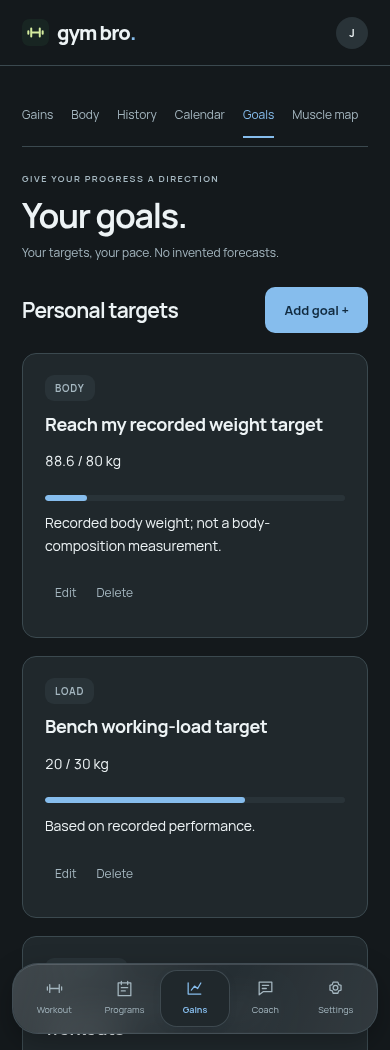 gym bro.
J
Gains Body History Calendar Goals Muscle map
GIVE YOUR PROGRESS A DIRECTION
Your goals.
Your targets, your pace. No invented forecasts.
Personal targets
Add goal +
BODY
Reach my recorded weight target
88.6 / 80 kg
Recorded body weight; not a body-
composition measurement.
Edit Delete
LOAD
Bench working-load target
20 / 30 kg
Based on recorded performance.
Edit Delete
Workout Programs Gains Coach Settings